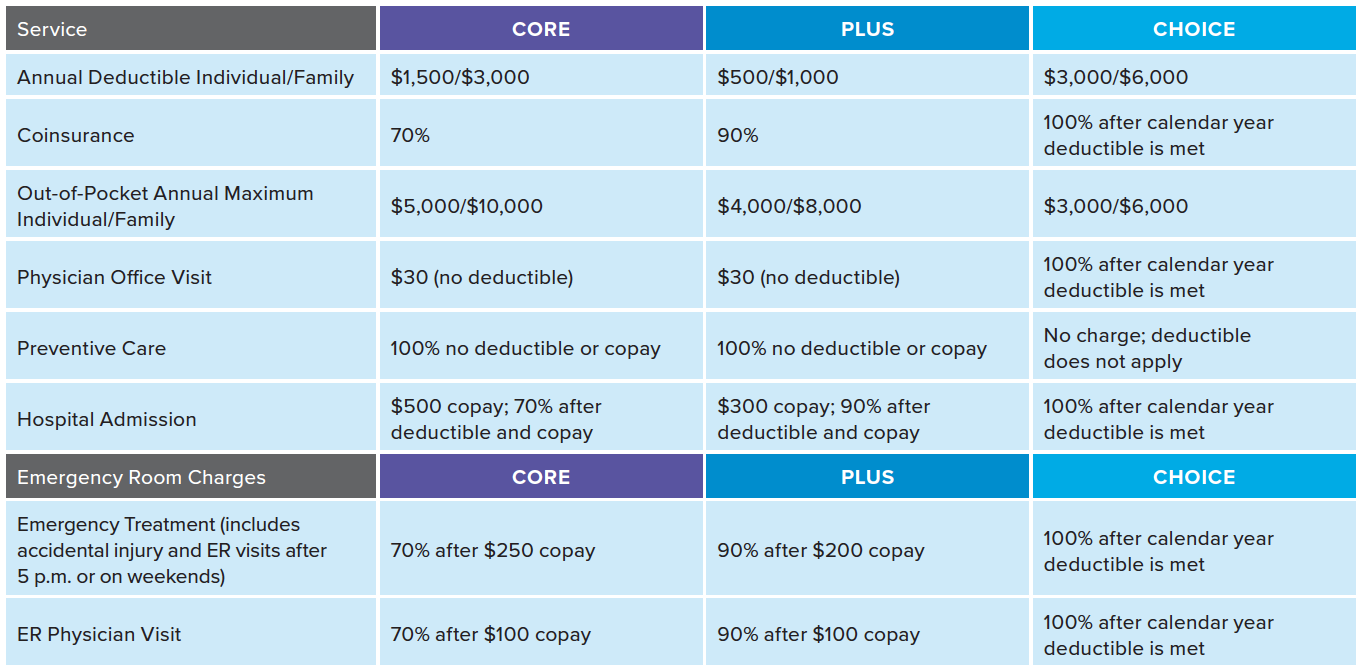 Service CORE PLUS CHOICE
Annual Deductible Individual/Family $1,500/$3,000 $500/$1,000 $3,000/$6,000
Coinsurance 70% 90% 100% after calendar year
deductible is met
Out-of-Pocket Annual Maximum
Individual/Family $5,000/$10,000 $4,000/$8,000 $3,000/$6,000
Physician Office Visit $30 (no deductible) $30 (no deductible) 100% after calendar year
deductible is met
Preventive Care 100% no deductible or copay 100% no deductible or copay No charge; deductible
does not apply
Hospital Admission $500 copay; 70% after
deductible and copay $300 copay; 90% after
deductible and copay 100% after calendar year
deductible is met
Emergency Room Charges CORE PLUS CHOICE
Emergency Treatment (includes
accidental injury and ER visits after
5 p.m. or on weekends) 70% after $250 copay 90% after $200 copay 100% after calendar year
deductible is met
ER Physician Visit 70% after $100 copay 90% after $100 copay 100% after calendar year
deductible is met